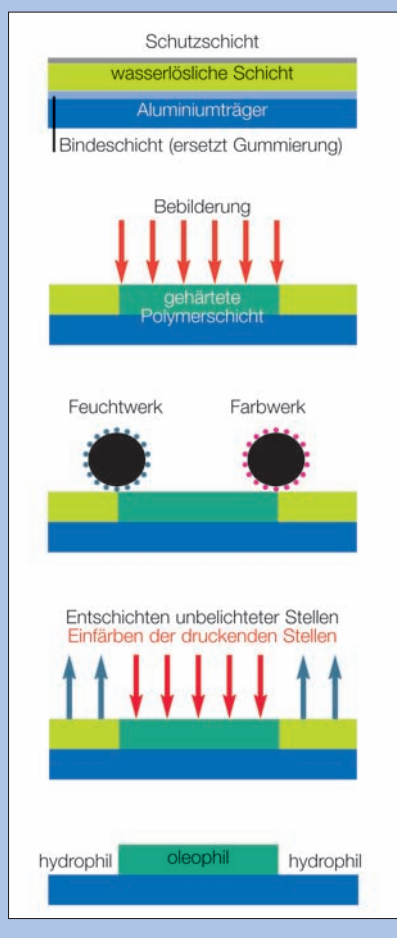 Schutzschicht
wasserlösliche Schicht
Aluminiumträger
Bindeschicht (ersetzt Gummierung)
Bebilderung
gehärtete
Polymerschicht
Feuchtwerk Farbwerk
Entschichten unbelichteter Stellen
Einfärben der druckenden Stellen
hydrophil oleophil hydrophil